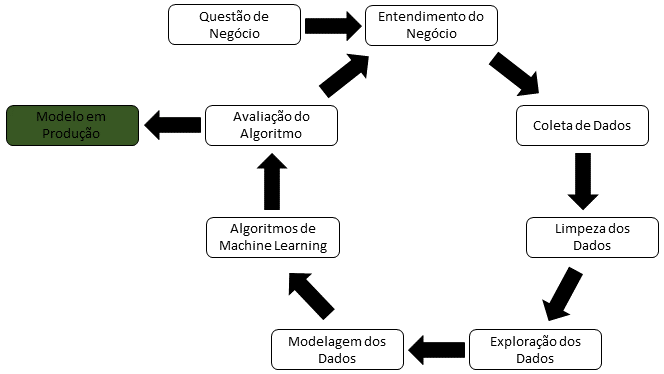 Questão de
Negócio
Entendimento do
Negócio
Modelo em
Produção
Avaliação do
Algoritmo
Coleta de Dados
Algoritmos de
Machine Learning
Limpeza dos
Dados
Modelagem dos
Dados
Exploração dos
Dados